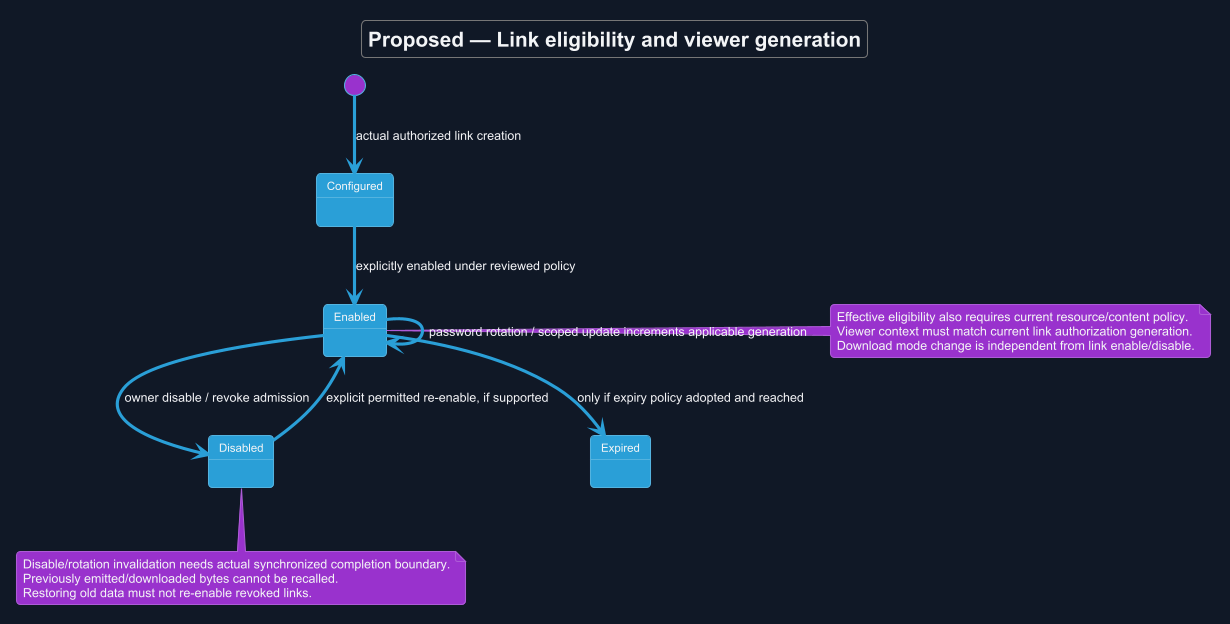 Proposed — Link eligibility and viewer generation
actual authorized link creation
Configured
explicitly enabled under reviewed policy
Enabled
password rotation / scoped update increments applicable generation
Effective eligibility also requires current resource/content policy.
Viewer context must match current link authorization generation.
Download mode change is independent from link enable/disable.
owner disable / revoke admission
explicit permitted re-enable, if supported
only if expiry policy adopted and reached
Disabled
Expired
Disable/rotation invalidation needs actual synchronized completion boundary.
Previously emitted/downloaded bytes cannot be recalled.
Restoring old data must not re-enable revoked links.